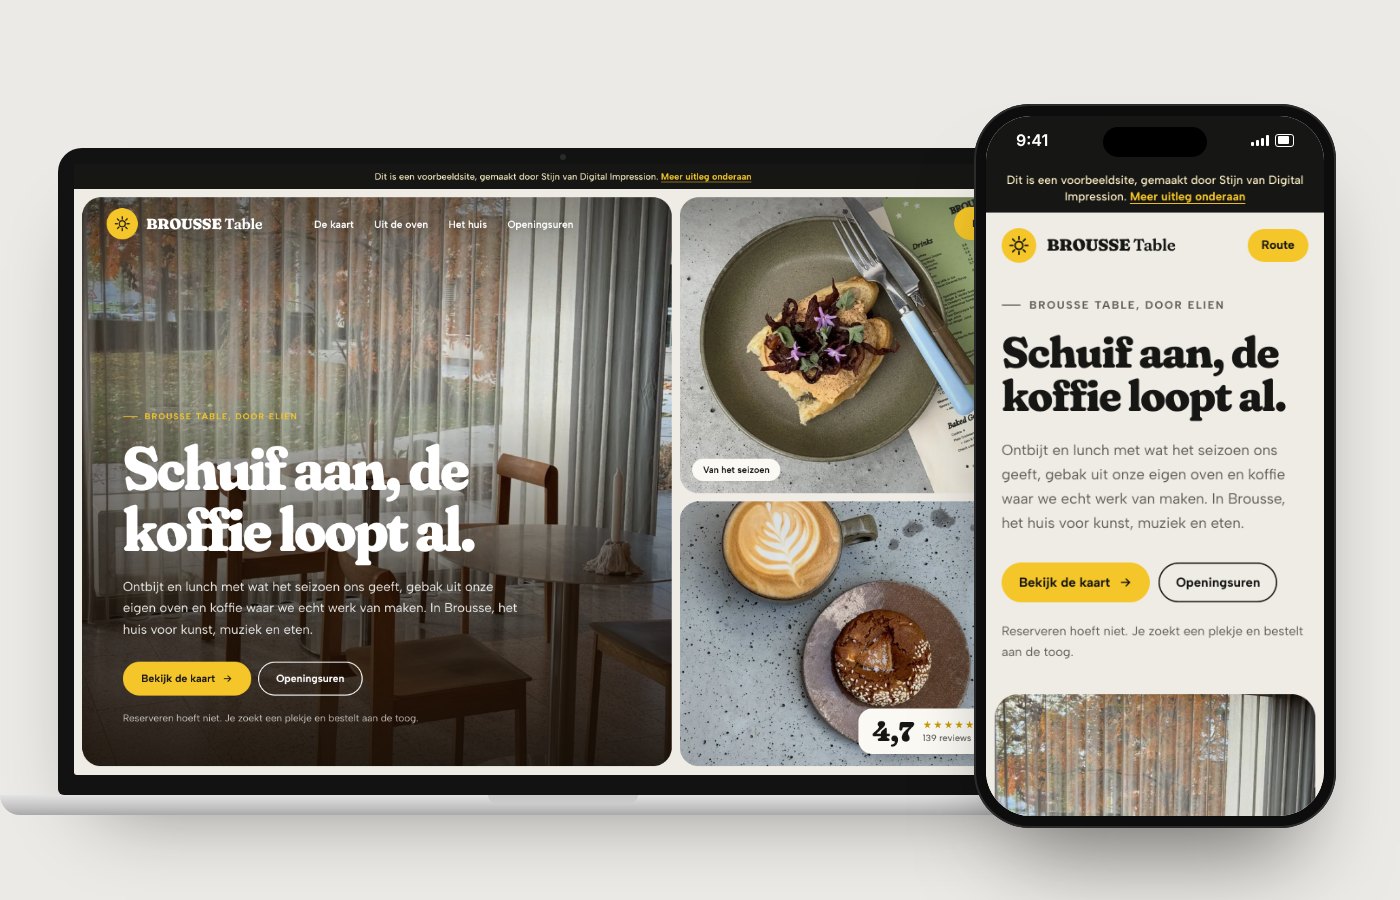 Dit is een voorbeeldsite, gemaakt door Stijn van Digital Impression. Meer uitleg onderaan
BROUSSE Table
De kaart
Uit de oven
Het huis
Openingsuren
BROUSSE TABLE, DOOR ELIEN
Schuif aan, de
koffie loopt al.
Ontbijt en lunch met wat het seizoen ons geeft, gebak uit onze
eigen oven en koffie waar we echt werk van maken. In Brousse, het
huis voor kunst, muziek en eten.
Bekijk de kaart →
Openingsuren
Reserveren hoeft niet. Je zoekt een plekje en bestelt aan de toog.
Drinks
Van het seizoen
4,7
★★★★★
139 reviews
9:41
Dit is een voorbeeldsite, gemaakt door Stijn van Digital
Impression. Meer uitleg onderaan
BROUSSE Table
Route
BROUSSE TABLE, DOOR ELIEN
Schuif aan, de
koffie loopt al.
Ontbijt en lunch met wat het seizoen ons
geeft, gebak uit onze eigen oven en koffie
waar we echt werk van maken. In Brousse,
het huis voor kunst, muziek en eten.
Bekijk de kaart →
Openingsuren
Reserveren hoeft niet. Je zoekt een plekje en bestelt
aan de toog.